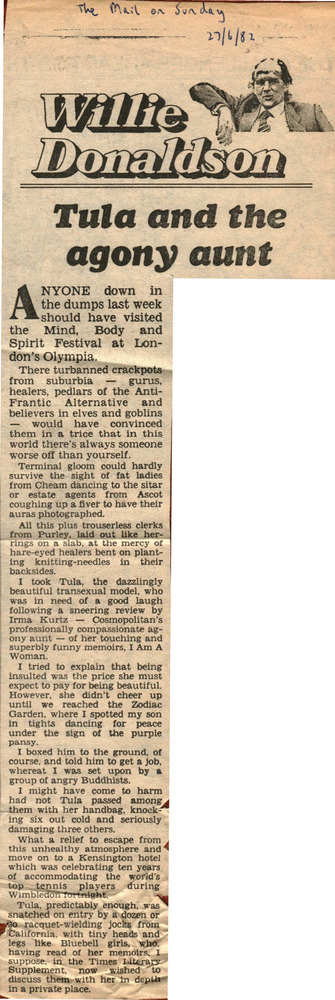 The Mail on Sunday
27/6/82
Willie
Donaldson
Tula and the
agony aunt
ANYONE down in
the dumps last week
should have visited
the Mind, Body and
Spirit Festival at Lon-
don's Olympia.
There turbanned crackpots
from suburbia — gurus,
healers, pedlars of the Anti-
Frantic Alternative and
believers in elves and goblins
— would have convinced
them in a trice that in this
world there's always someone
worse off than yourself.
Terminal gloom could hardly
survive the sight of fat ladies
from Cheam dancing to the sitar
or estate agents from Ascot
coughing up a fiver to have their
auras photographed.
All this plus trouserless clerks
from Purley, laid out like her-
rings on a slab, at the mercy of
hare-eyed healers bent on plant-
ing knitting-needles in their
backsides.
I took Tula, the dazzlingly
beautiful transexual model, who
was in need of a good laugh
following a sneering review by
Irma Kurtz — Cosmopolitan's
professionally compassionate ag-
ony aunt — of her touching and
superbly funny memoirs, I Am A
Woman.
I tried to explain that being
insulted was the price she must
expect to pay for being beautiful.
However, she didn't cheer up
until we reached the Zodiac
Garden, where I spotted my son
in tights dancing for peace
under the sign of the purple
pansy.
I boxed him to the ground, of
course, and told him to get a job,
whereat I was set upon by a
group of angry Buddhists.
I might have come to harm
had not Tula passed among
them with her handbag, knock-
ing six out cold and seriously
damaging three others.
What a relief to escape from
this unhealthy atmosphere and
move on to a Kensington hotel
which was celebrating ten years
of accommodating the world's
top tennis players during
Wimbledon fortnight.
Tula, predictably enough, was
snatched on entry by a dozen or
so racquet-wielding jocks from
California, with tiny heads and
legs like Bluebell girls, who,
having read of her memoirs, I
suppose, in the Times Literary
Supplement, now wished to
discuss them with her in depth
in a private place.